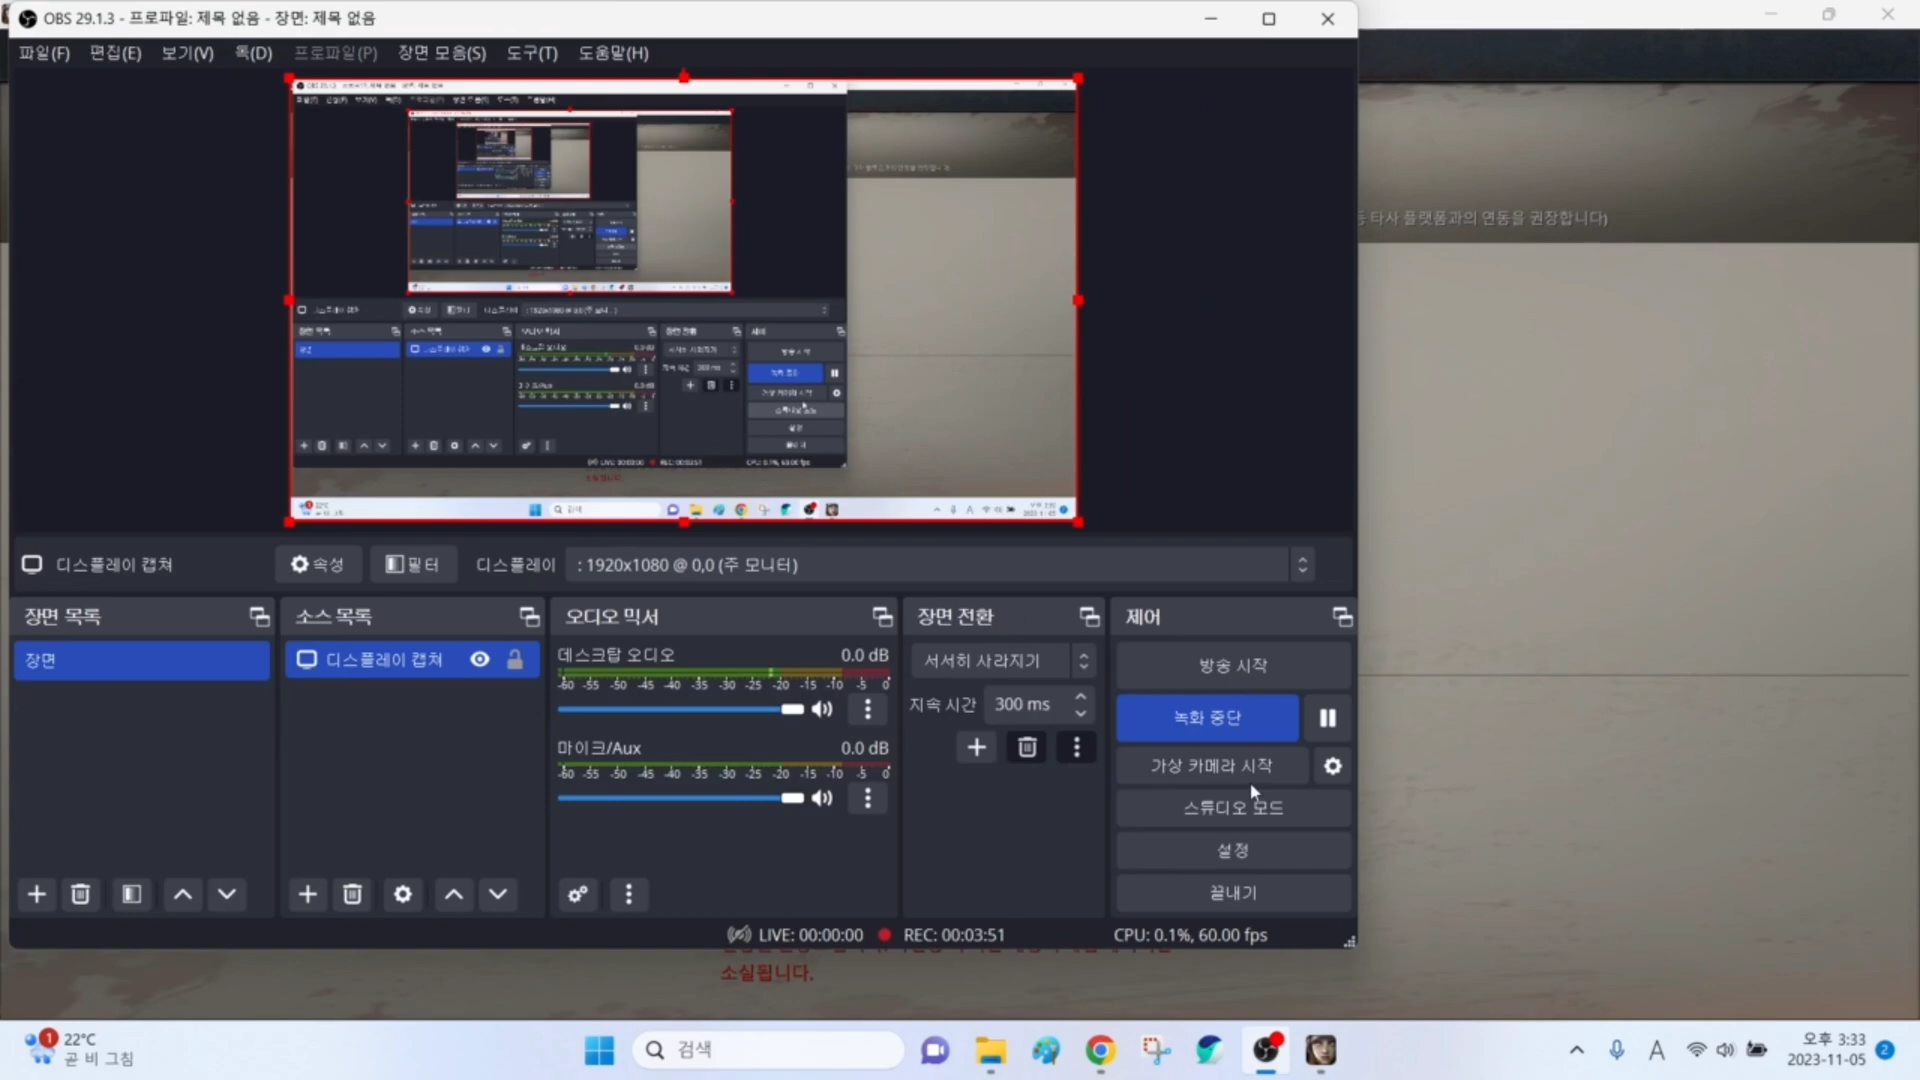 OBS 29.1.3 - 프로파일: 제목 없음 - 장면: 제목 없음
파일(F) 편집(E) 보기(V) 독(D) 프로파일(P) 장면 모음(S) 도구(T) 도움말(H)
등 타사 플랫폼과의 연동을 권장합니다)
디스플레이 캡쳐 속성 필터 디스플레이 : 1920x1080 @ 0,0 (주 모니터)
장면 목록 소스 목록 오디오 믹서 장면 전환 제어
장면 디스플레이 캡쳐 데스크탑 오디오 0.0 dB 서서히 사라지기 방송 시작
-60 -55 -50 -45 -40 -35 -30 -25 -20 -15 -10 -5 0
지속 시간 300 ms 녹화 중단
마이크/Aux 0.0 dB
-60 -55 -50 -45 -40 -35 -30 -25 -20 -15 -10 -5 0
가상 카메라 시작
스튜디오 모드
설정
끝내기
LIVE: 00:00:00 REC: 00:03:51 CPU: 0.1%, 60.00 fps
소실됩니다.
1 22°C
곧 비 그침
검색
A
오후 3:33
2023-11-05 2